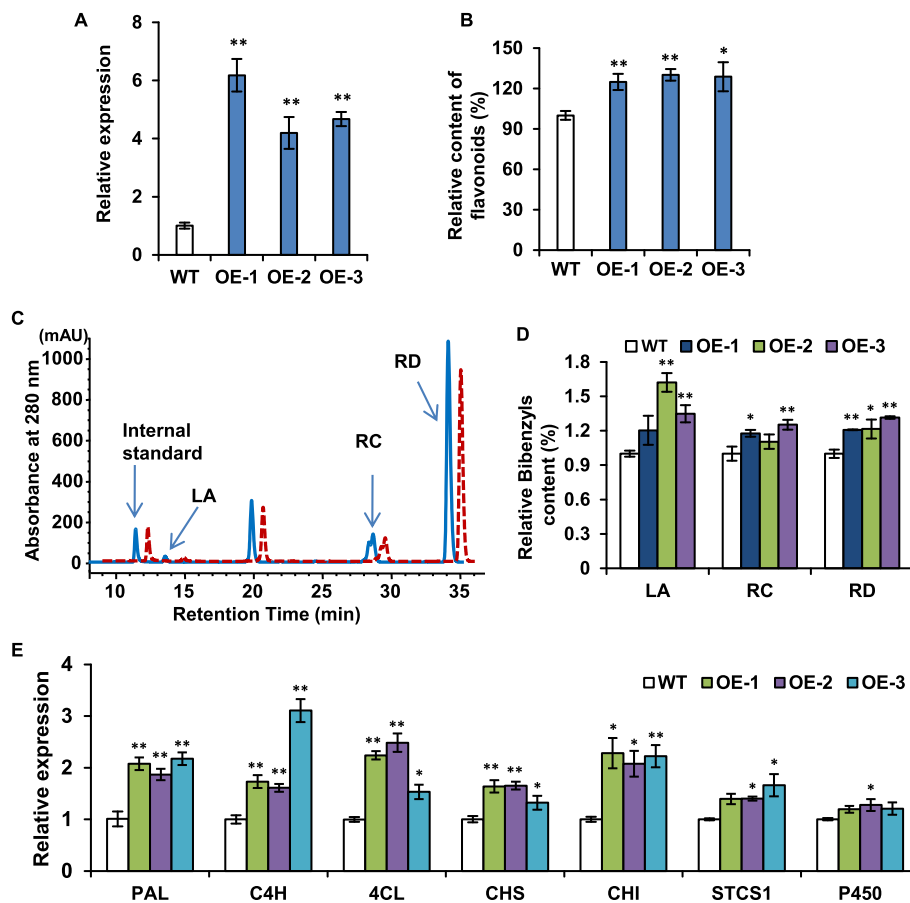 A
Relative expression
8
6
4
2
0
**
**
**
WT OE-1 OE-2 OE-3
B
Relative content of
flavonoids (%)
150
120
90
60
30
0
**
**
*
WT OE-1 OE-2 OE-3
C
(mAU)
Absorbance at 280 nm
1000
800
600
400
200
0
Internal
standard
LA
RC
RD
10 15 20 25 30 35
Retention Time (min)
D
WT OE-1 OE-2 OE-3
Relative Bibenzyls
content (%)
1.8
1.5
1.2
0.9
0.6
0.3
0.0
**
**
*
**
**
*
**
LA RC RD
E
WT OE-1 OE-2 OE-3
Relative expression
4
3
2
1
0
**
**
**
**
**
**
**
**
*
**
**
*
*
*
**
*
*
*
PAL C4H 4CL CHS CHI STCS1 P450